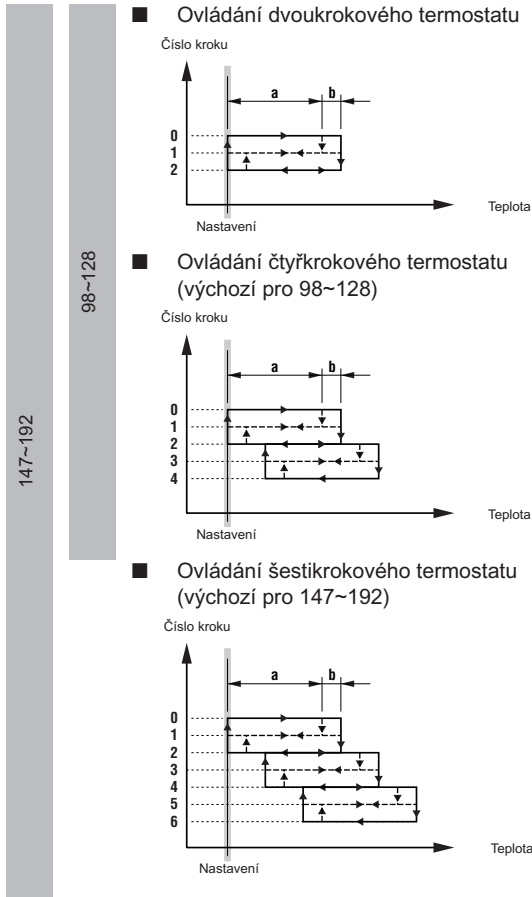 ■ Ovládání dvoukrokového termostatu
Číslo kroku
a b
0
1
2
Teplota
Nastavení
98~128
147~192
■ Ovládání čtyřkrokového termostatu
(výchozí pro 98~128)
Číslo kroku
a b
0
1
2
3
4
Teplota
Nastavení
■ Ovládání šestikrokového termostatu
(výchozí pro 147~192)
Číslo kroku
a b
0
1
2
3
4
5
6
Teplota
Nastavení